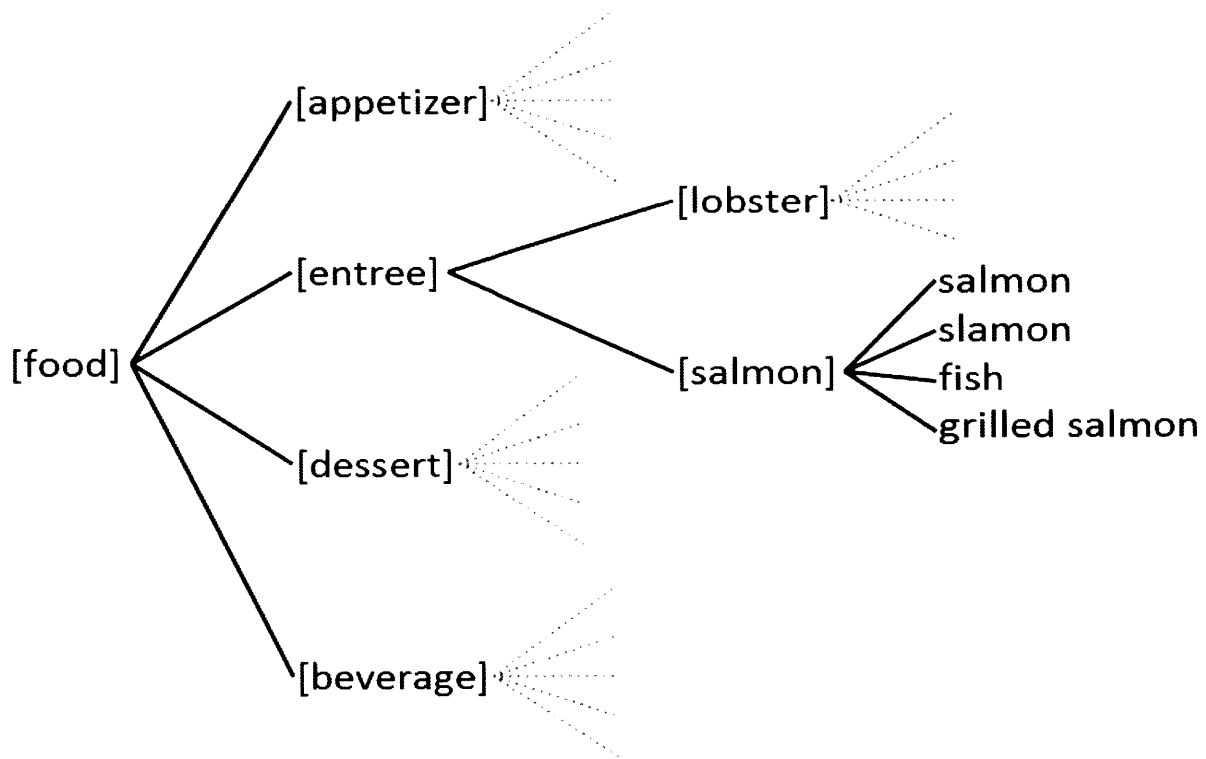 [appetizer]
[lobster]
[entree]
salmon
slamon
[food]
[salmon]
fish
grilled salmon
[dessert]
[beverage]